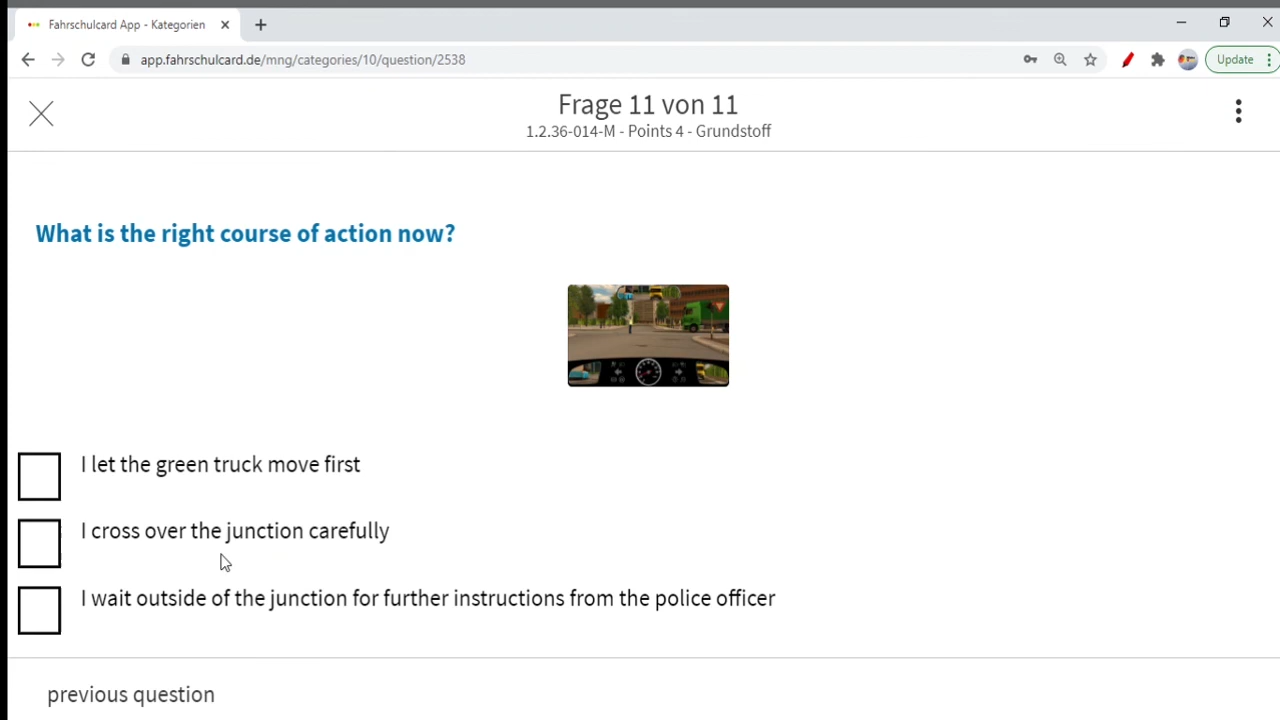 Fahrschulcard App - Kategorien
app.fahrschulcard.de/mng/categories/10/question/2538
Update
Frage 11 von 11
1.2.36-014-M - Points 4 - Grundstoff
What is the right course of action now?
I let the green truck move first
I cross over the junction carefully
I wait outside of the junction for further instructions from the police officer
previous question